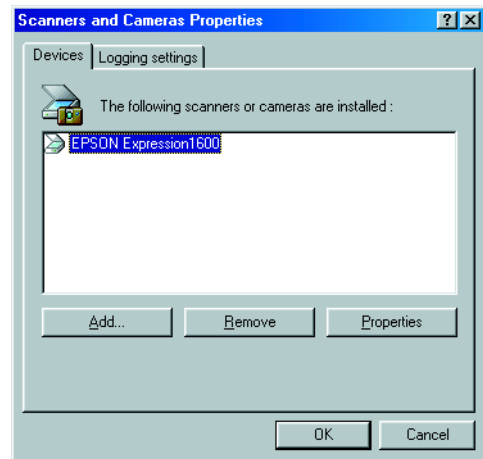 Scanners and Cameras Properties
Devices Logging settings
The following scanners or cameras are installed :
EPSON Expression1600
Add... Remove Properties
OK Cancel